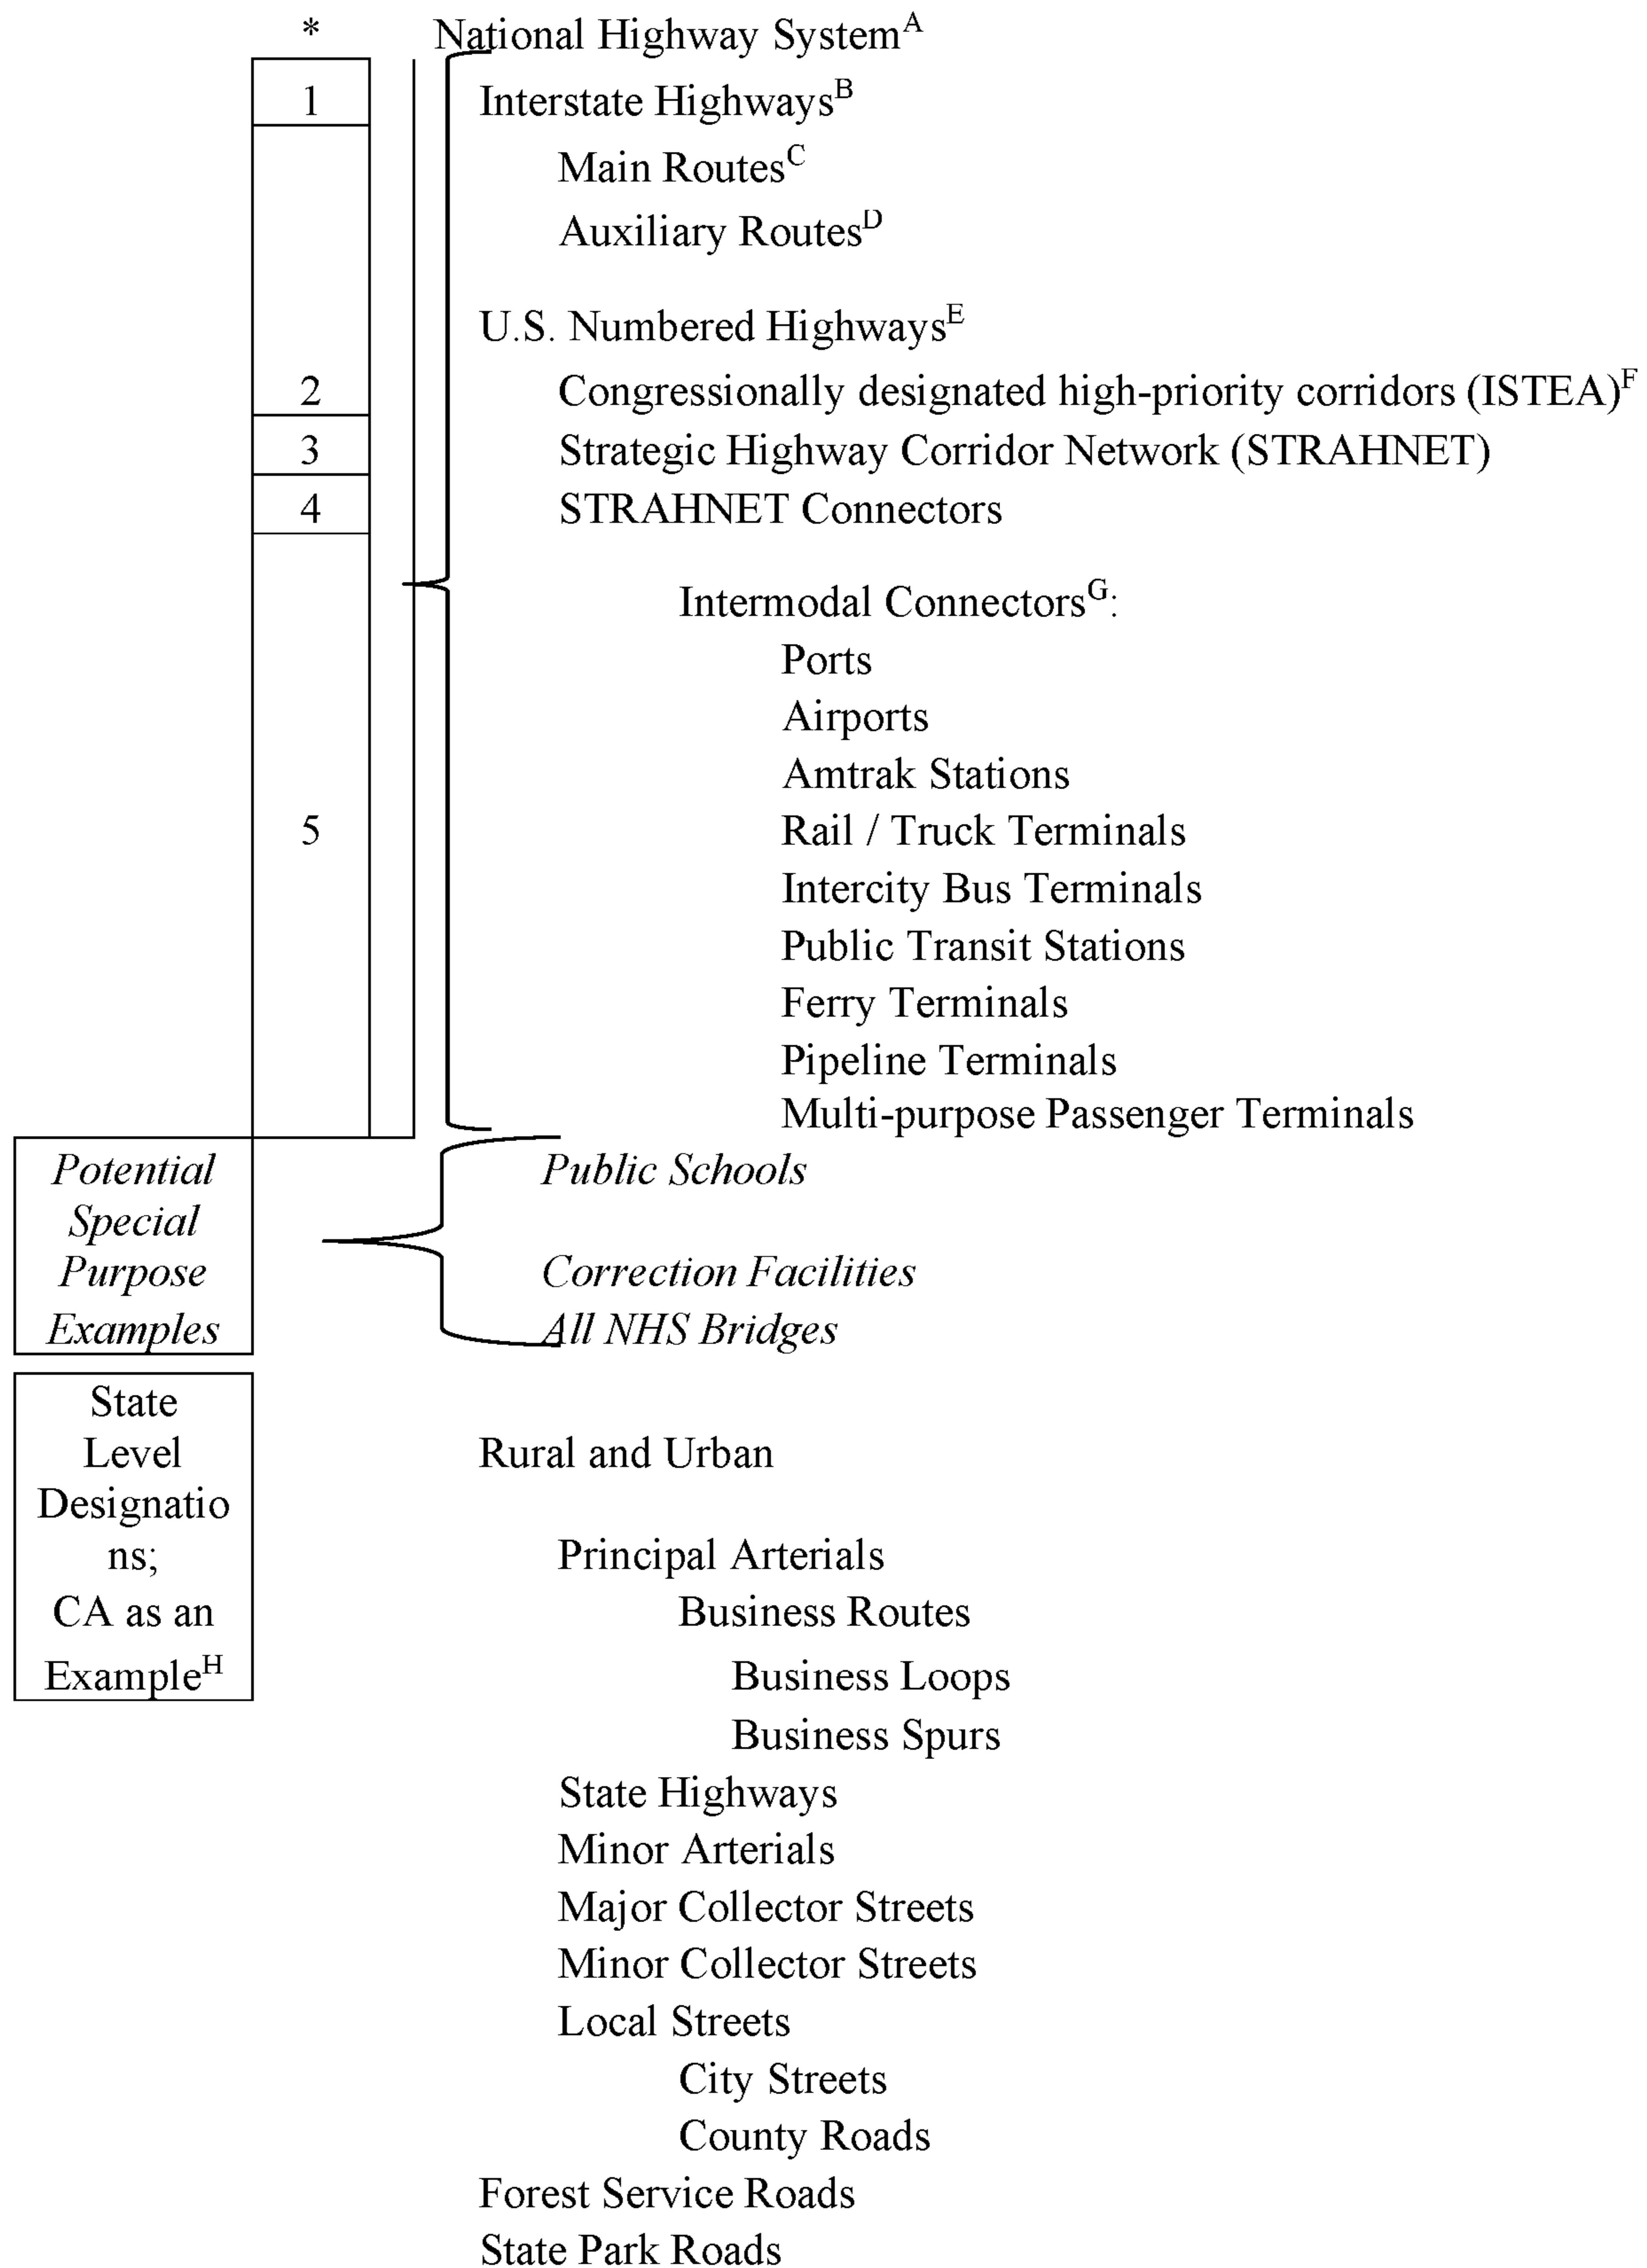 * National Highway System^A
1 Interstate Highways^B
Main Routes^C
Auxiliary Routes^D
U.S. Numbered Highways^E
2 Congressionally designated high-priority corridors (ISTEA)^F
3 Strategic Highway Corridor Network (STRAHNET)
4 STRAHNET Connectors
Intermodal Connectors^G:
Ports
Airports
Amtrak Stations
5 Rail / Truck Terminals
Intercity Bus Terminals
Public Transit Stations
Ferry Terminals
Pipeline Terminals
Multi-purpose Passenger Terminals
Potential
Special
Purpose
Examples
Public Schools
Correction Facilities
All NHS Bridges
State
Level
Designatio
ns;
CA as an
Example^H
Rural and Urban
Principal Arterials
Business Routes
Business Loops
Business Spurs
State Highways
Minor Arterials
Major Collector Streets
Minor Collector Streets
Local Streets
City Streets
County Roads
Forest Service Roads
State Park Roads